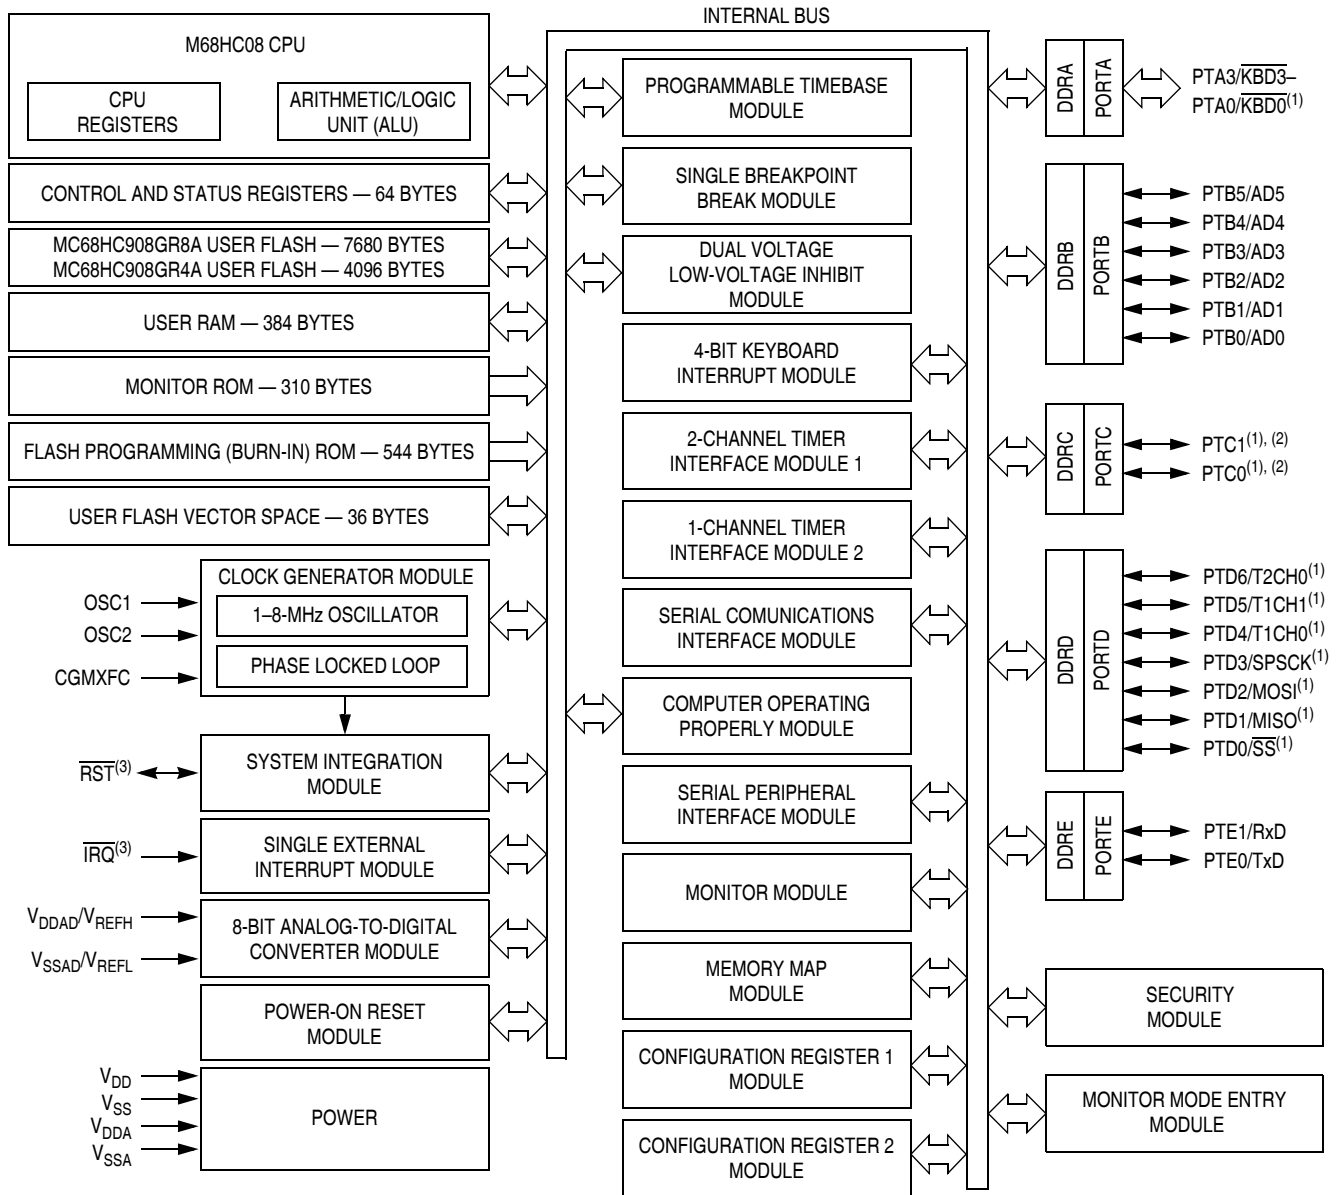 INTERNAL BUS
M68HC08 CPU
CPU
REGISTERS
ARITHMETIC/LOGIC
UNIT (ALU)
CONTROL AND STATUS REGISTERS — 64 BYTES
MC68HC908GR8A USER FLASH — 7680 BYTES
MC68HC908GR4A USER FLASH — 4096 BYTES
USER RAM — 384 BYTES
MONITOR ROM — 310 BYTES
FLASH PROGRAMMING (BURN-IN) ROM — 544 BYTES
USER FLASH VECTOR SPACE — 36 BYTES
CLOCK GENERATOR MODULE
1–8-MHz OSCILLATOR
PHASE LOCKED LOOP
OSC1
OSC2
CGMXFC
SYSTEM INTEGRATION
MODULE
RST(3)
SINGLE EXTERNAL
INTERRUPT MODULE
IRQ(3)
8-BIT ANALOG-TO-DIGITAL
CONVERTER MODULE
VDDAD/VREFH
VSSAD/VREFL
POWER-ON RESET
MODULE
POWER
VDD
VSS
VDDA
VSSA
PROGRAMMABLE TIMEBASE
MODULE
SINGLE BREAKPOINT
BREAK MODULE
DUAL VOLTAGE
LOW-VOLTAGE INHIBIT
MODULE
4-BIT KEYBOARD
INTERRUPT MODULE
2-CHANNEL TIMER
INTERFACE MODULE 1
1-CHANNEL TIMER
INTERFACE MODULE 2
SERIAL COMUNICATIONS
INTERFACE MODULE
COMPUTER OPERATING
PROPERLY MODULE
SERIAL PERIPHERAL
INTERFACE MODULE
MONITOR MODULE
MEMORY MAP
MODULE
CONFIGURATION REGISTER 1
MODULE
CONFIGURATION REGISTER 2
MODULE
DDRA
PORTA
PTA3/KBD3–
PTA0/KBD0(1)
DDRB
PORTB
PTB5/AD5
PTB4/AD4
PTB3/AD3
PTB2/AD2
PTB1/AD1
PTB0/AD0
DDRC
PORTC
PTC1(1), (2)
PTC0(1), (2)
DDRD
PORTD
PTD6/T2CH0(1)
PTD5/T1CH1(1)
PTD4/T1CH0(1)
PTD3/SPSCK(1)
PTD2/MOSI(1)
PTD1/MISO(1)
PTD0/SS(1)
DDRE
PORTE
PTE1/RxD
PTE0/TxD
SECURITY
MODULE
MONITOR MODE ENTRY
MODULE